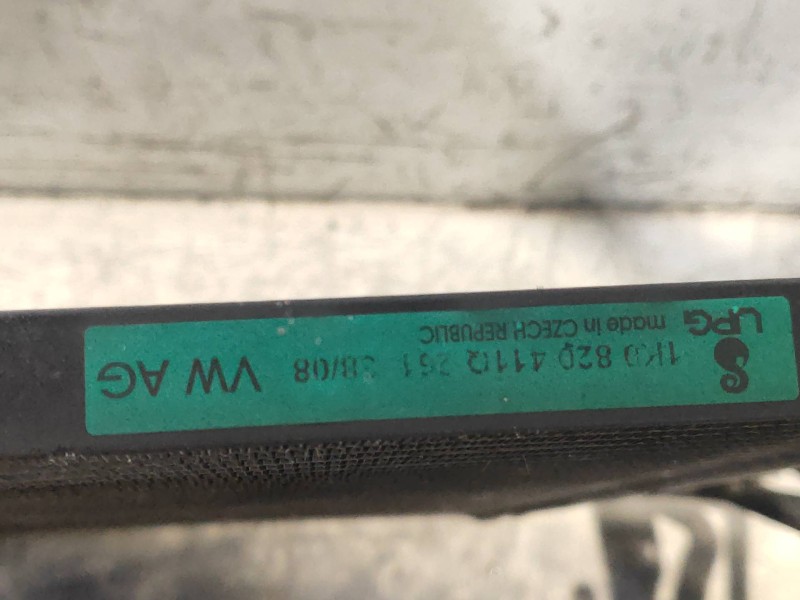 UPG made in CZECH REPUBLIC
1K0 820 411Q 261 38/08 VW AG